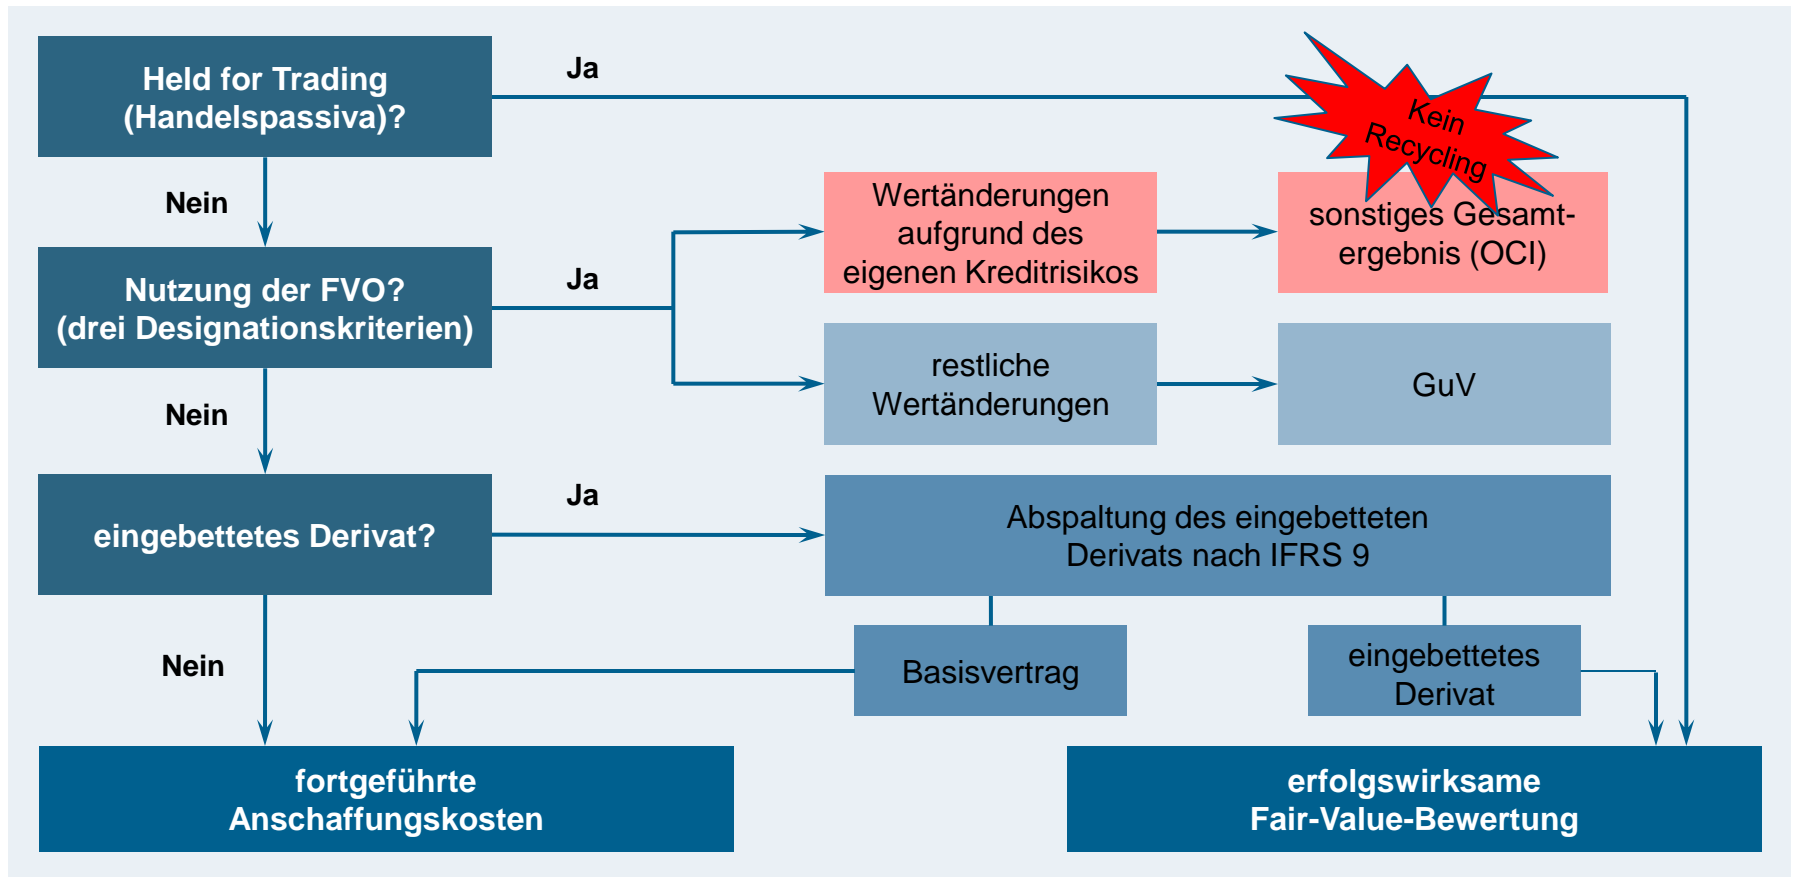 Held for Trading
(Handelspassiva)?
Ja
Kein
Recycling
Nein
Wertänderungen
aufgrund des
eigenen Kreditrisikos
sonstiges Gesamt-
ergebnis (OCI)
Nutzung der FVO?
(drei Designationskriterien)
Ja
restliche
Wertänderungen
GuV
Nein
eingebettetes Derivat?
Ja
Abspaltung des eingebetteten
Derivats nach IFRS 9
Nein
Basisvertrag
eingebettetes
Derivat
fortgeführte
Anschaffungskosten
erfolgswirksame
Fair-Value-Bewertung